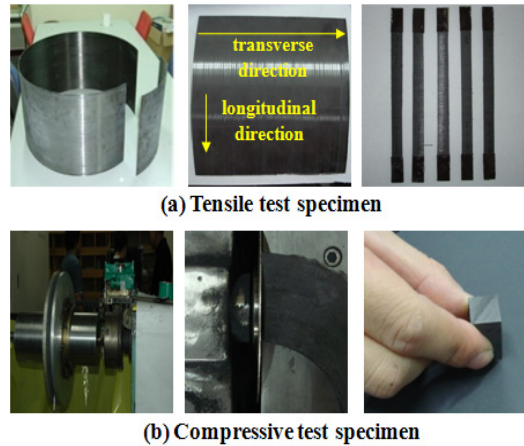 transverse
direction
longitudinal
direction
(a) Tensile test specimen
(b) Compressive test specimen